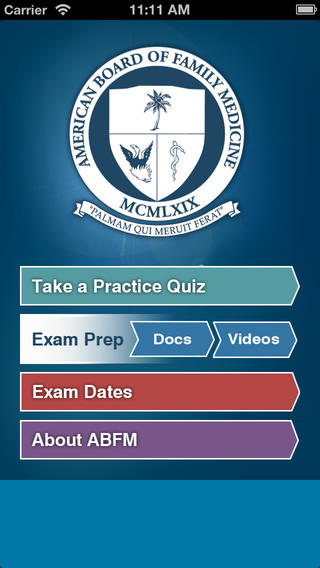 Carrier 11:11 AM
AMERICAN BOARD OF FAMILY MEDICINE
MCMLXIX
"PALMAM QUI MERUIT FERAT"
Take a Practice Quiz
Exam Prep Docs Videos
Exam Dates
About ABFM